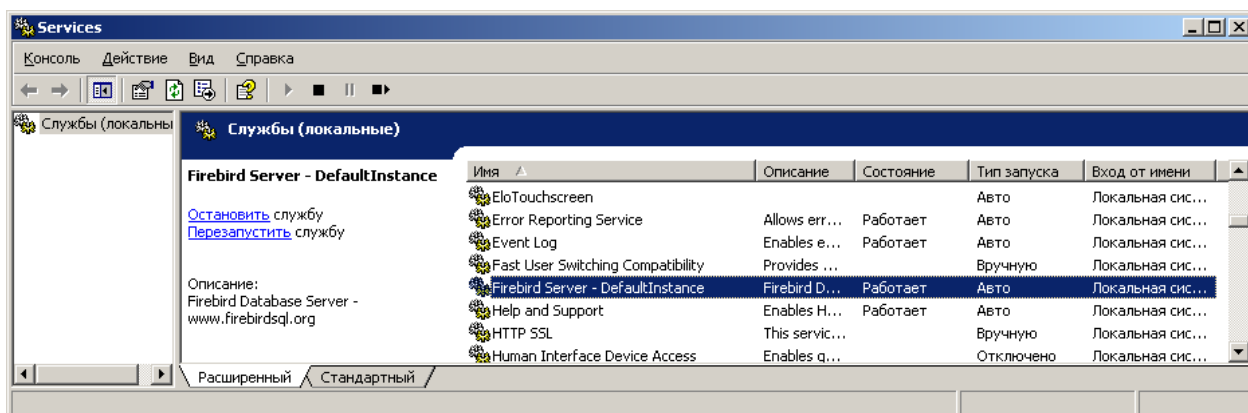 Services
Консоль Действие Вид Справка
Службы (локальны
Службы (локальные)
Firebird Server - DefaultInstance
Остановить службу
Перезапустить службу
Описание:
Firebird Database Server -
www.firebirdsql.org
Имя Описание Состояние Тип запуска Вход от имени
EloTouchscreen Авто Локальная сис...
Error Reporting Service Allows err... Работает Авто Локальная сис...
Event Log Enables e... Работает Авто Локальная сис...
Fast User Switching Compatibility Provides ... Вручную Локальная сис...
Firebird Server - DefaultInstance Firebird D... Работает Авто Локальная сис...
Help and Support Enables H... Работает Авто Локальная сис...
HTTP SSL This servic... Вручную Локальная сис...
Human Interface Device Access Enables g... Отключено Локальная сис...
Расширенный Стандартный